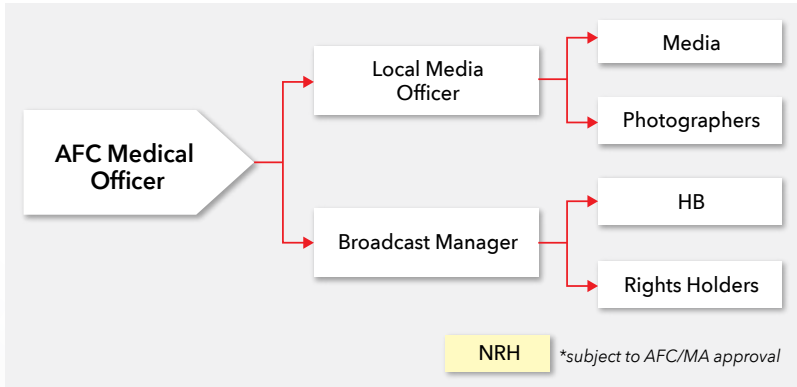 AFC Medical
Officer
Local Media
Officer
Media
Photographers
Broadcast Manager
HB
Rights Holders
NRH
*subject to AFC/MA approval